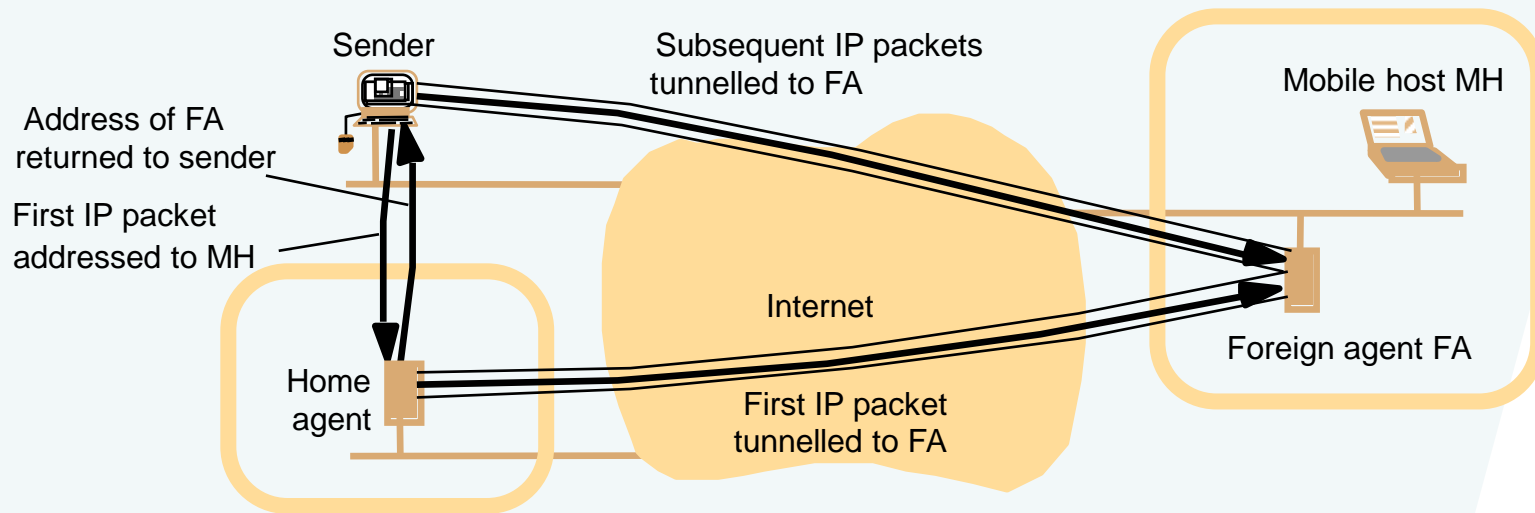 Sender
Subsequent IP packets
tunnelled to FA
Mobile host MH
Address of FA
returned to sender
First IP packet
addressed to MH
Internet
Foreign agent FA
Home
agent
First IP packet
tunnelled to FA